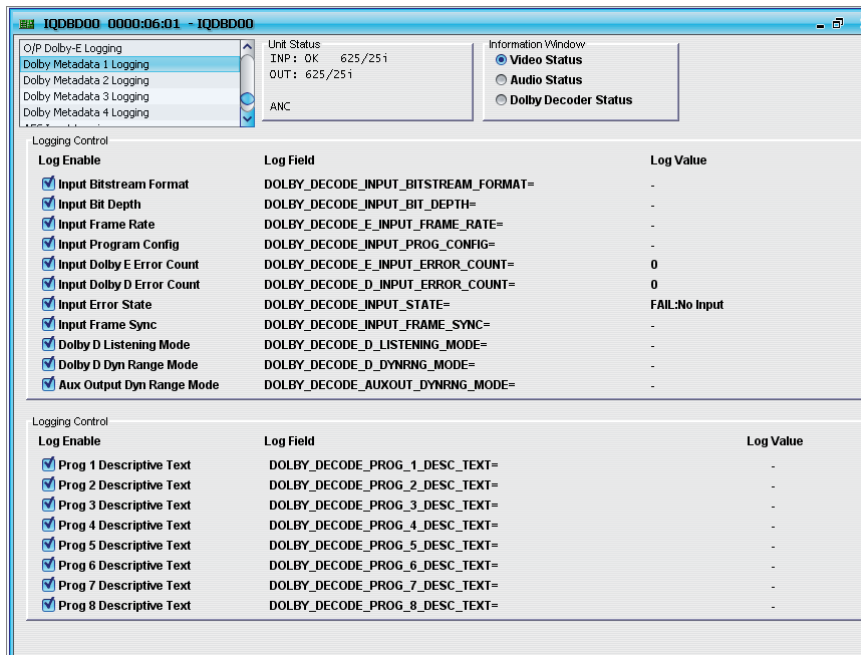 IQDBD00 0000:06:01 - IQDBD00
O/P Dolby-E Logging
Dolby Metadata 1 Logging
Dolby Metadata 2 Logging
Dolby Metadata 3 Logging
Dolby Metadata 4 Logging
Unit Status
INP: OK 625/25i
OUT: 625/25i
ANC
Information Window
Video Status
Audio Status
Dolby Decoder Status
Logging Control
Log Enable Log Field Log Value
Input Bitstream Format DOLBY_DECODE_INPUT_BITSTREAM_FORMAT= -
Input Bit Depth DOLBY_DECODE_INPUT_BIT_DEPTH= -
Input Frame Rate DOLBY_DECODE_E_INPUT_FRAME_RATE= -
Input Program Config DOLBY_DECODE_INPUT_PROG_CONFIG= -
Input Dolby E Error Count DOLBY_DECODE_E_INPUT_ERROR_COUNT= 0
Input Dolby D Error Count DOLBY_DECODE_D_INPUT_ERROR_COUNT= 0
Input Error State DOLBY_DECODE_INPUT_STATE= FAIL:No Input
Input Frame Sync DOLBY_DECODE_INPUT_FRAME_SYNC= -
Dolby D Listening Mode DOLBY_DECODE_D_LISTENING_MODE= -
Dolby D Dyn Range Mode DOLBY_DECODE_D_DYNRNG_MODE= -
Aux Output Dyn Range Mode DOLBY_DECODE_AUXOUT_DYNRNG_MODE= -
Logging Control
Log Enable Log Field Log Value
Prog 1 Descriptive Text DOLBY_DECODE_PROG_1_DESC_TEXT= -
Prog 2 Descriptive Text DOLBY_DECODE_PROG_2_DESC_TEXT= -
Prog 3 Descriptive Text DOLBY_DECODE_PROG_3_DESC_TEXT= -
Prog 4 Descriptive Text DOLBY_DECODE_PROG_4_DESC_TEXT= -
Prog 5 Descriptive Text DOLBY_DECODE_PROG_5_DESC_TEXT= -
Prog 6 Descriptive Text DOLBY_DECODE_PROG_6_DESC_TEXT= -
Prog 7 Descriptive Text DOLBY_DECODE_PROG_7_DESC_TEXT= -
Prog 8 Descriptive Text DOLBY_DECODE_PROG_8_DESC_TEXT= -